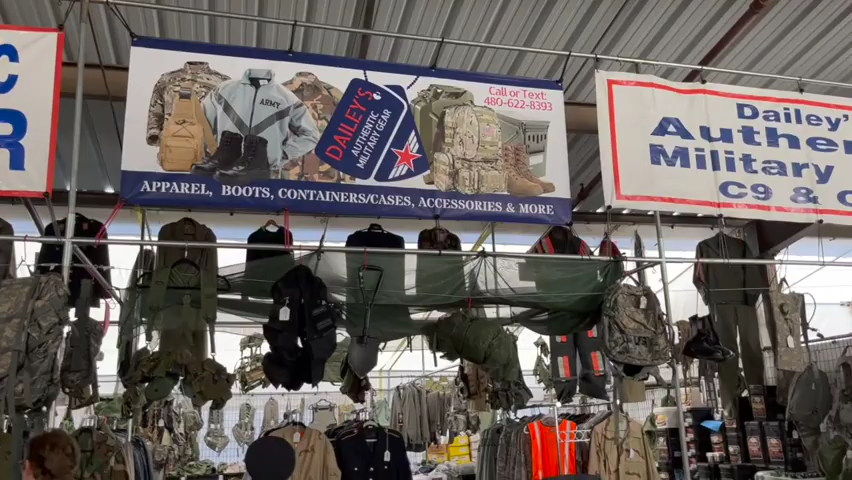 C
R
ARMY
DAILEY'S
AUTHENTIC
MILITARY GEAR
Call or Text:
480-622-8393
APPAREL, BOOTS, CONTAINERS/CASES, ACCESSORIES & MORE
Dailey'
Authen
Military
C9 & C